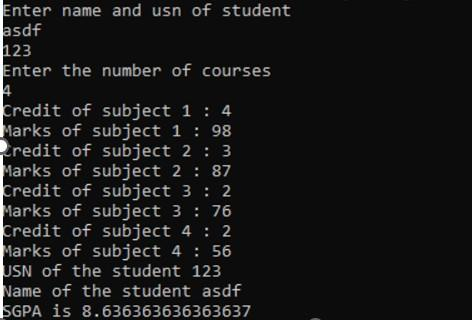 Enter name and usn of student
asdf
123
Enter the number of courses
4
Credit of subject 1 : 4
Marks of subject 1 : 98
Credit of subject 2 : 3
Marks of subject 2 : 87
Credit of subject 3 : 2
Marks of subject 3 : 76
Credit of subject 4 : 2
Marks of subject 4 : 56
USN of the student 123
Name of the student asdf
SGPA is 8.636363636363637